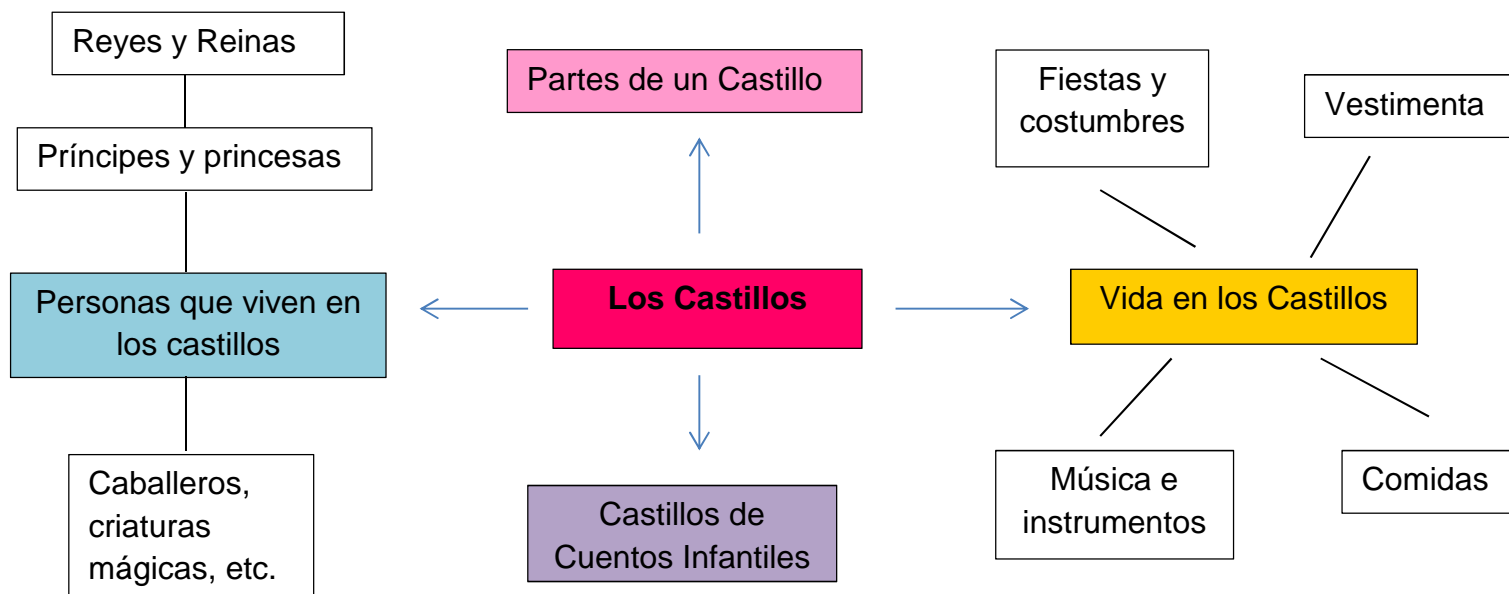 Reyes y Reinas
Príncipes y princesas
Personas que viven en
los castillos
Caballeros,
criaturas
mágicas, etc.
Partes de un Castillo
Los Castillos
Castillos de
Cuentos Infantiles
Fiestas y
costumbres
Vestimenta
Vida en los Castillos
Música e
instrumentos
Comidas